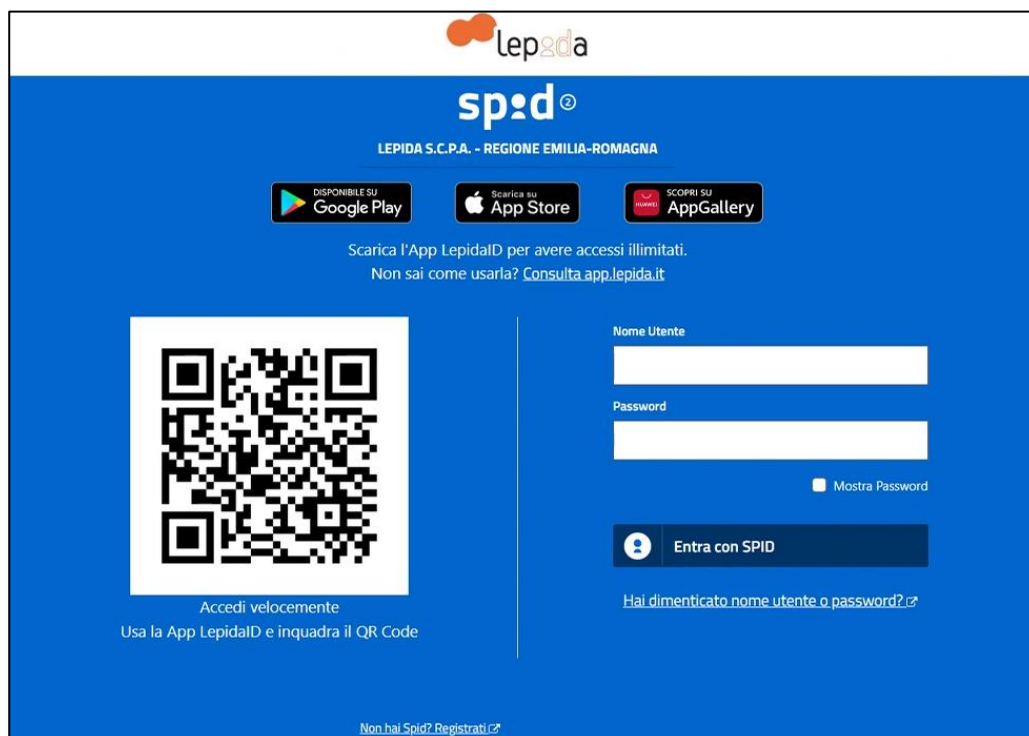 lepida
spid 2
LEPIDA S.C.P.A. - REGIONE EMILIA-ROMAGNA
DISPONIBILE SU
Google Play
Scarica su
App Store
HUAWEI
SCOPRI SU
AppGallery
Scarica l'App LepidaID per avere accessi illimitati.
Non sai come usarla? Consulta app.lepida.it
Accedi velocemente
Usa la App LepidaID e inquadra il QR Code
Nome Utente
Password
Mostra Password
Entra con SPID
Hai dimenticato nome utente o password?
Non hai Spid? Registrati